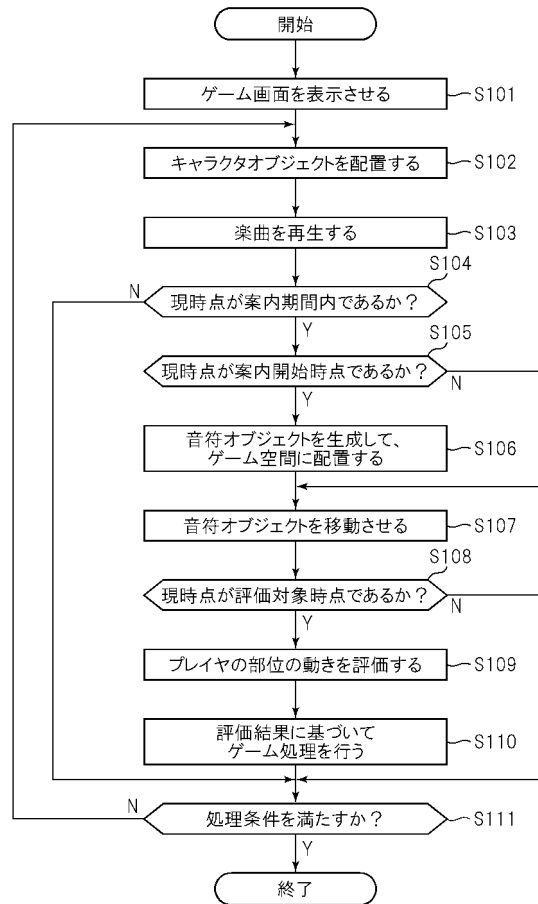 開始
ゲーム画面を表示させる
S101
キャラクタオブジェクトを配置する
S102
楽曲を再生する
S103
S104
N
現時点が案内期間内であるか?
Y
S105
現時点が案内開始時点であるか?
N
Y
音符オブジェクトを生成して、
ゲーム空間に配置する
S106
音符オブジェクトを移動させる
S107
S108
現時点が評価対象時点であるか?
N
Y
プレイヤの部位の動きを評価する
S109
評価結果に基づいて
ゲーム処理を行う
S110
N
処理条件を満たすか?
S111
Y
終了